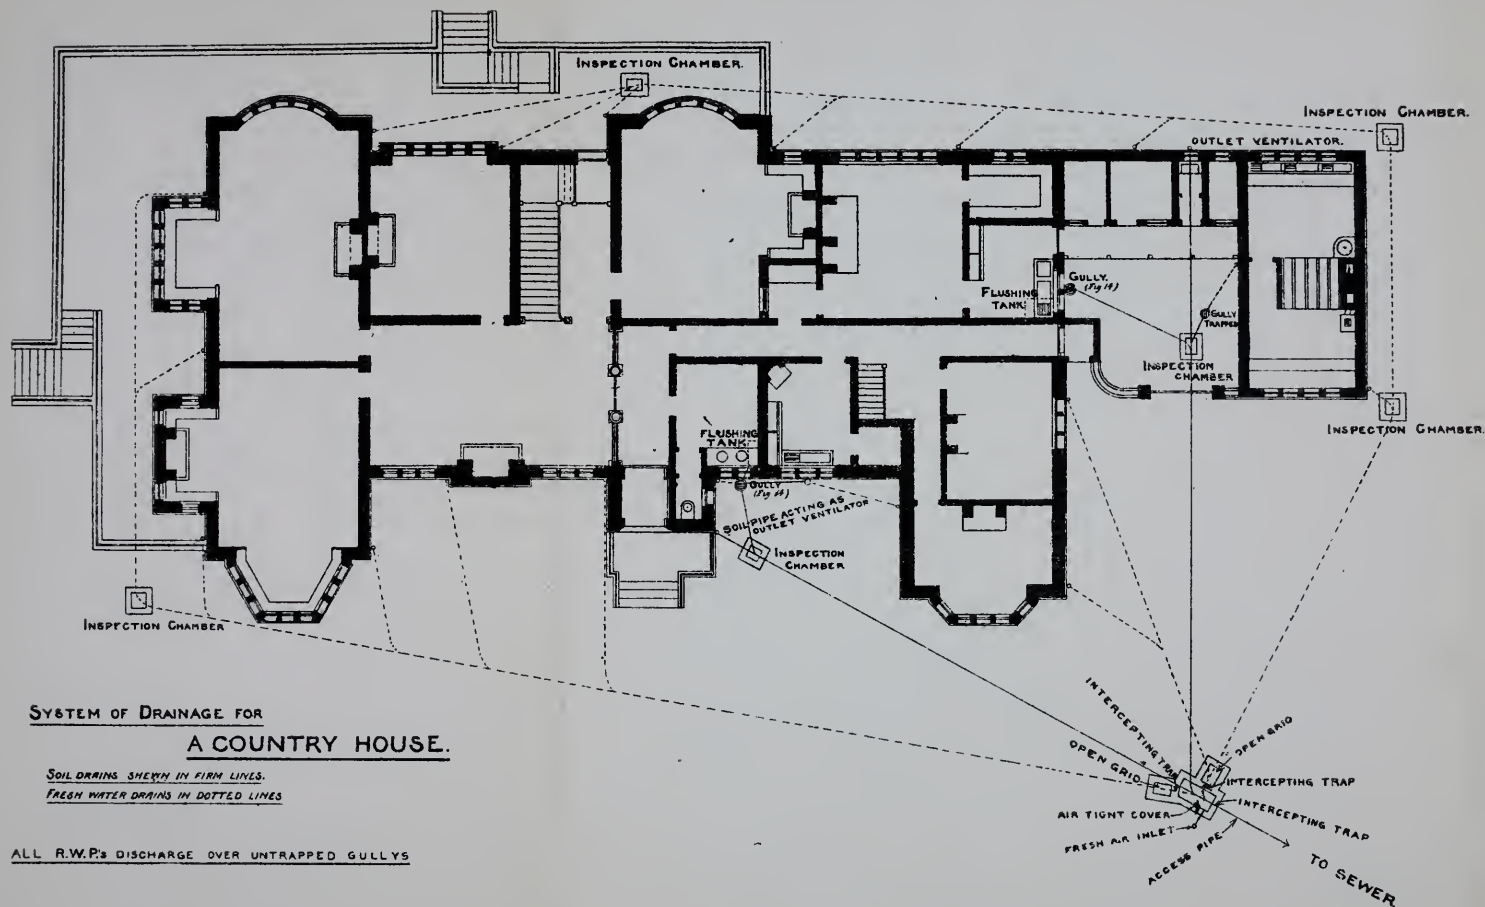 INSPECTION CHAMBER.
INSPECTION CHAMBER.
OUTLET VENTILATOR.
GULLY.
(Fig 14)
FLUSHING
TANK.
GULLY
TRAPPED
INSPECTION
CHAMBER
INSPECTION CHAMBER.
FLUSHING
TANK.
GULLY
(Fig 14)
SOIL PIPE ACTING AS
OUTLET VENTILATOR
INSPECTION
CHAMBER
INSPECTION CHAMBER
SYSTEM OF DRAINAGE FOR
A COUNTRY HOUSE.
SOIL DRAINS SHEWN IN FIRM LINES.
FRESH WATER DRAINS IN DOTTED LINES
ALL R.W.P.'s DISCHARGE OVER UNTRAPPED GULLYS
INTERCEPTING TRAP
OPEN GRID
OPEN GRID
INTERCEPTING TRAP
INTERCEPTING TRAP
AIR TIGHT COVER
FRESH AIR INLET
ACCESS PIPE
TO SEWER